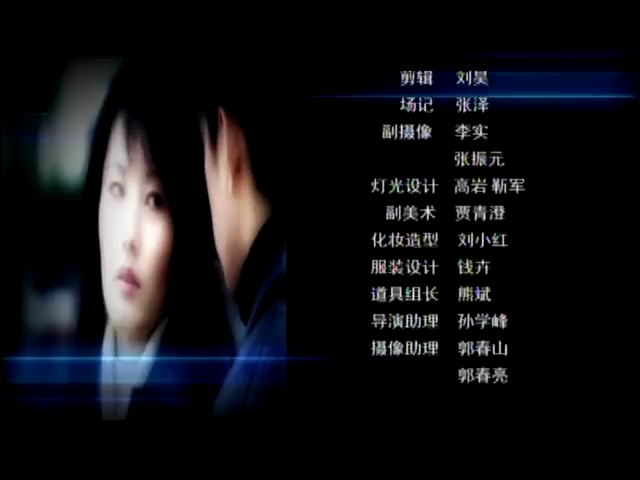 剪辑 刘昊
场记 张泽
副摄像 李实
张振元
灯光设计 高岩 靳军
副美术 贾青澄
化妆造型 刘小红
服装设计 钱卉
道具组长 熊斌
导演助理 孙学峰
摄像助理 郭春山
郭春亮